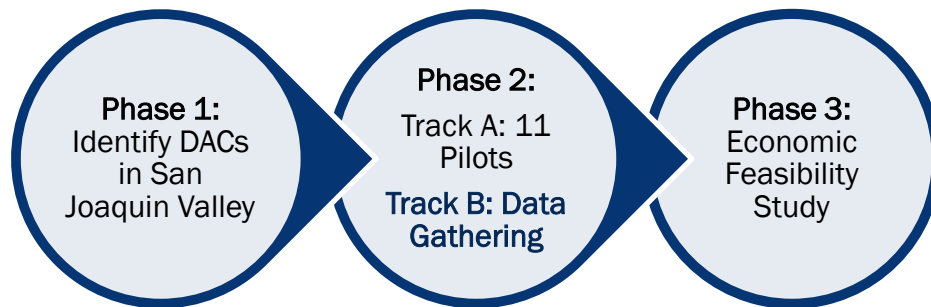 Phase 1:
Identify DACs
in San
Joaquin Valley
Phase 2:
Track A: 11
Pilots
Track B: Data
Gathering
Phase 3:
Economic
Feasibility
Study